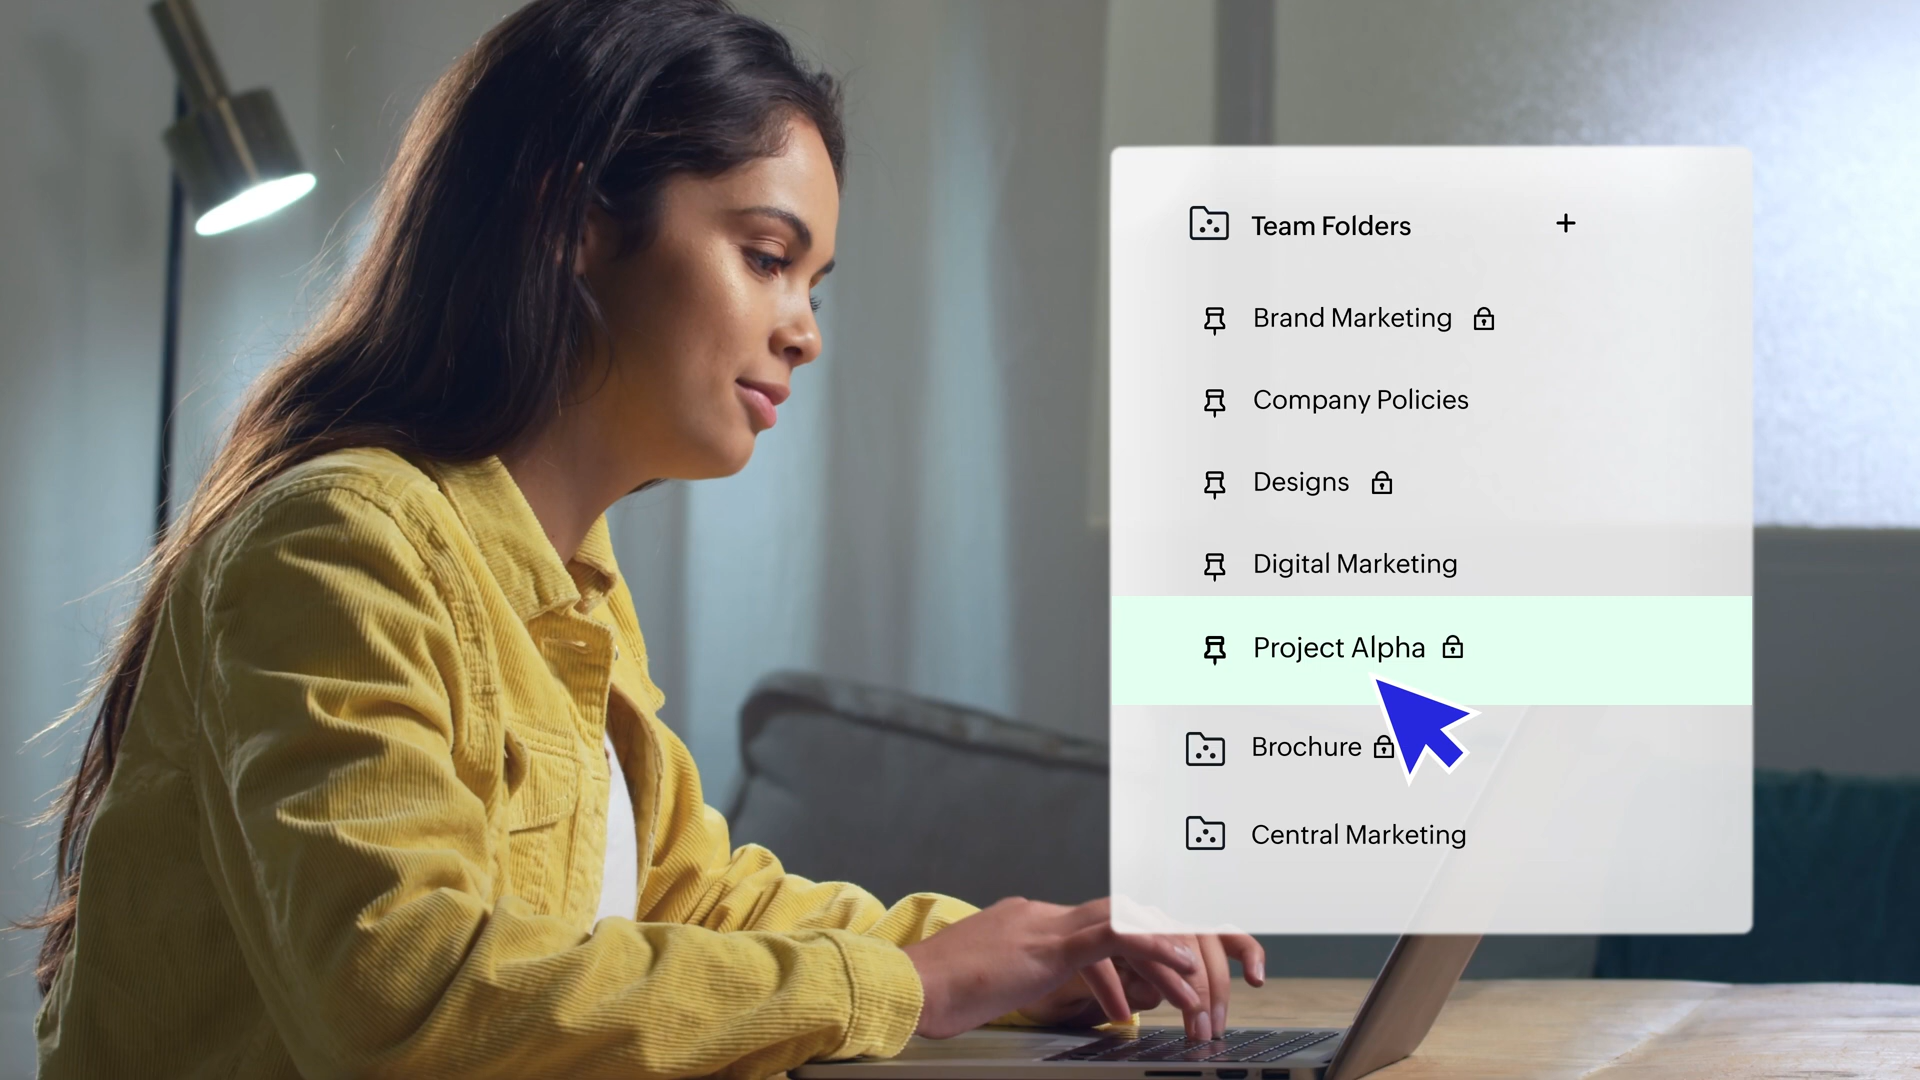 Team Folders +
Brand Marketing
Company Policies
Designs
Digital Marketing
Project Alpha
Brochure
Central Marketing